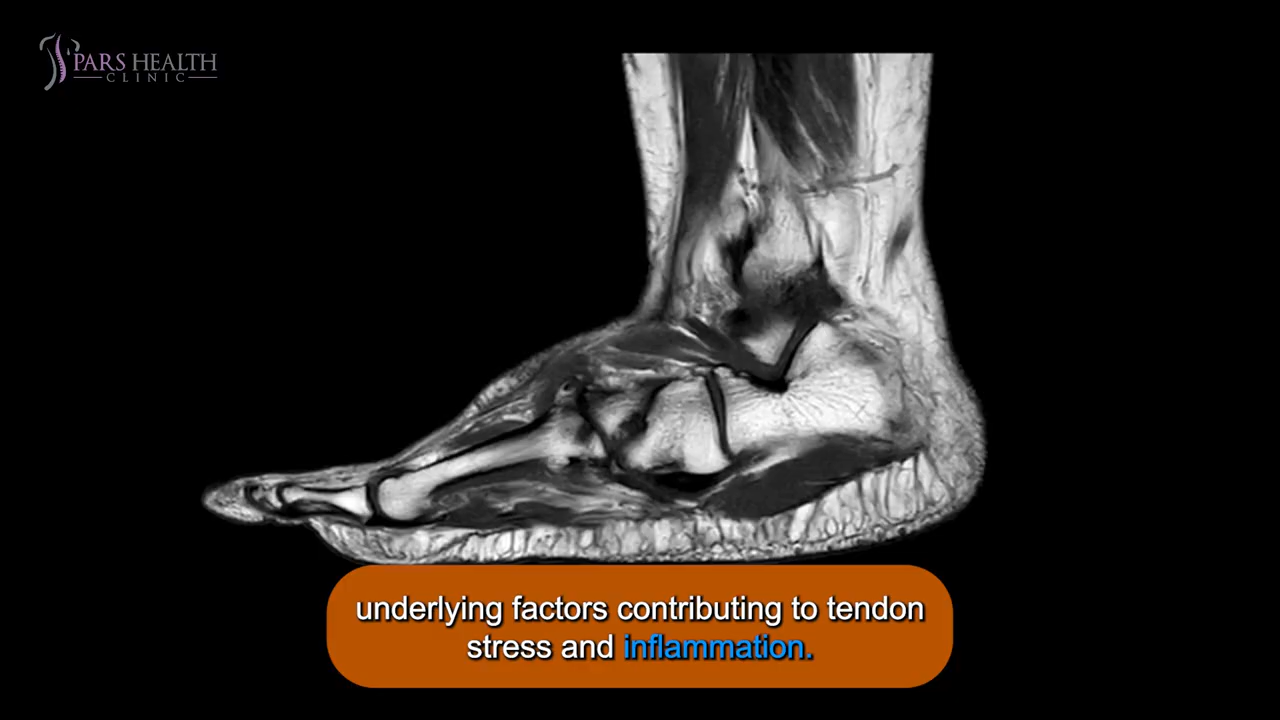 PARS HEALTH
CLINIC
underlying factors contributing to tendon
stress and inflammation.